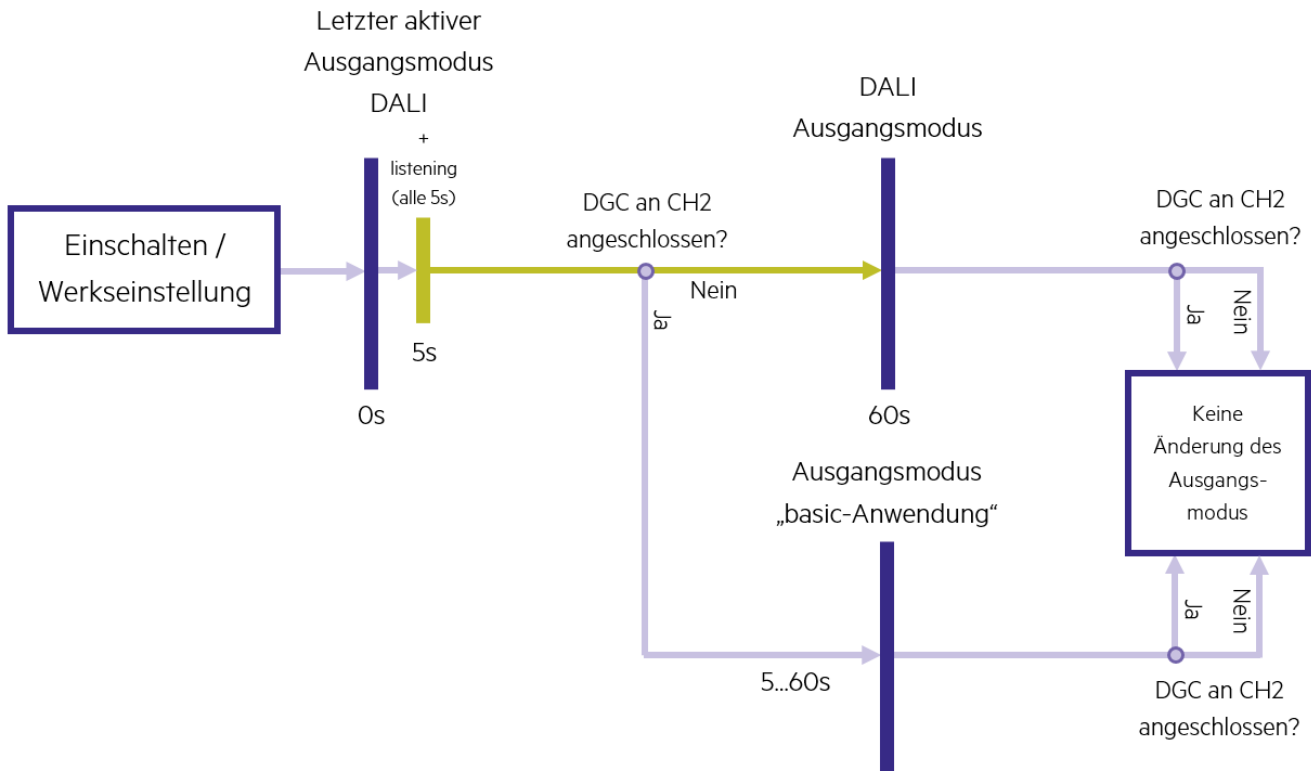 Letzter aktiver
Ausgangsmodus
DALI
+
listening
(alle 5s)
Einschalten /
Werkseinstellung
5s
0s
DGC an CH2
angeschlossen?
Nein
Ja
DALI
Ausgangsmodus
60s
DGC an CH2
angeschlossen?
Ja
Nein
Keine
Änderung des
Ausgangs-
modus
Ausgangsmodus
„basic-Anwendung“
5...60s
Ja
Nein
DGC an CH2
angeschlossen?